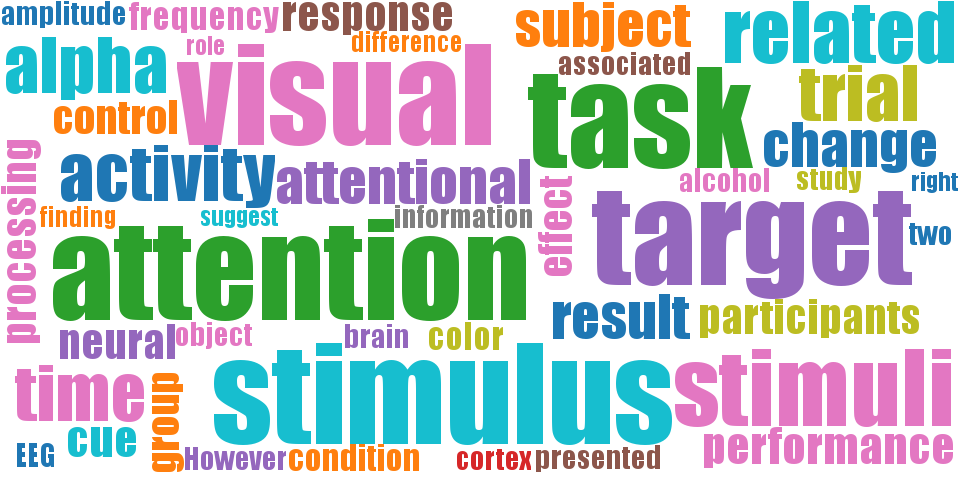 amplitude
frequency
response
subject
related
role
difference
alpha
visual
associated
task
trial
control
change
activity
attentional
alcohol
study
right
processing
finding
suggest
information
effect
target
two
attention
result
participants
neural
object
brain
color
stimulus
stimuli
time
group
cue
performance
EEG
However
condition
cortex
presented